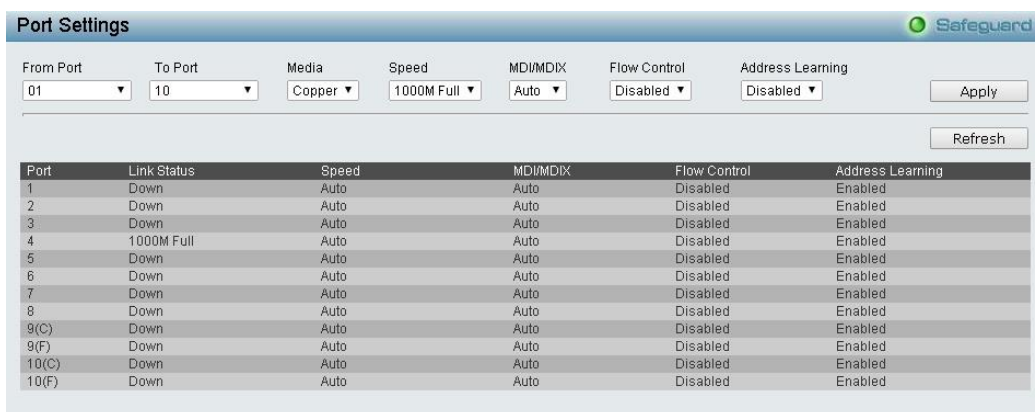 Port Settings
Safeguard
From Port To Port Media Speed MDI/MDIX Flow Control Address Learning
01 10 Copper 1000M Full Auto Disabled Disabled Apply
Refresh
Port Link Status Speed MDI/MDIX Flow Control Address Learning
1 Down Auto Auto Disabled Enabled
2 Down Auto Auto Disabled Enabled
3 Down Auto Auto Disabled Enabled
4 1000M Full Auto Auto Disabled Enabled
5 Down Auto Auto Disabled Enabled
6 Down Auto Auto Disabled Enabled
7 Down Auto Auto Disabled Enabled
8 Down Auto Auto Disabled Enabled
9(C) Down Auto Auto Disabled Enabled
9(F) Down Auto Auto Disabled Enabled
10(C) Down Auto Auto Disabled Enabled
10(F) Down Auto Auto Disabled Enabled